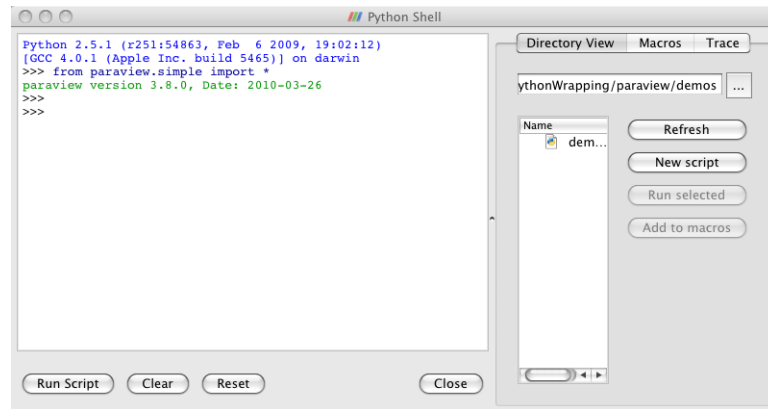 Python Shell
Python 2.5.1 (r251:54863, Feb  6 2009, 19:02:12)
[GCC 4.0.1 (Apple Inc. build 5465)] on darwin
>>> from paraview.simple import *
paraview version 3.8.0, Date: 2010-03-26
>>>
>>>
Run Script Clear Reset Close
Directory View Macros Trace
ythonWrapping/paraview/demos ...
Name
dem...
Refresh
New script
Run selected
Add to macros